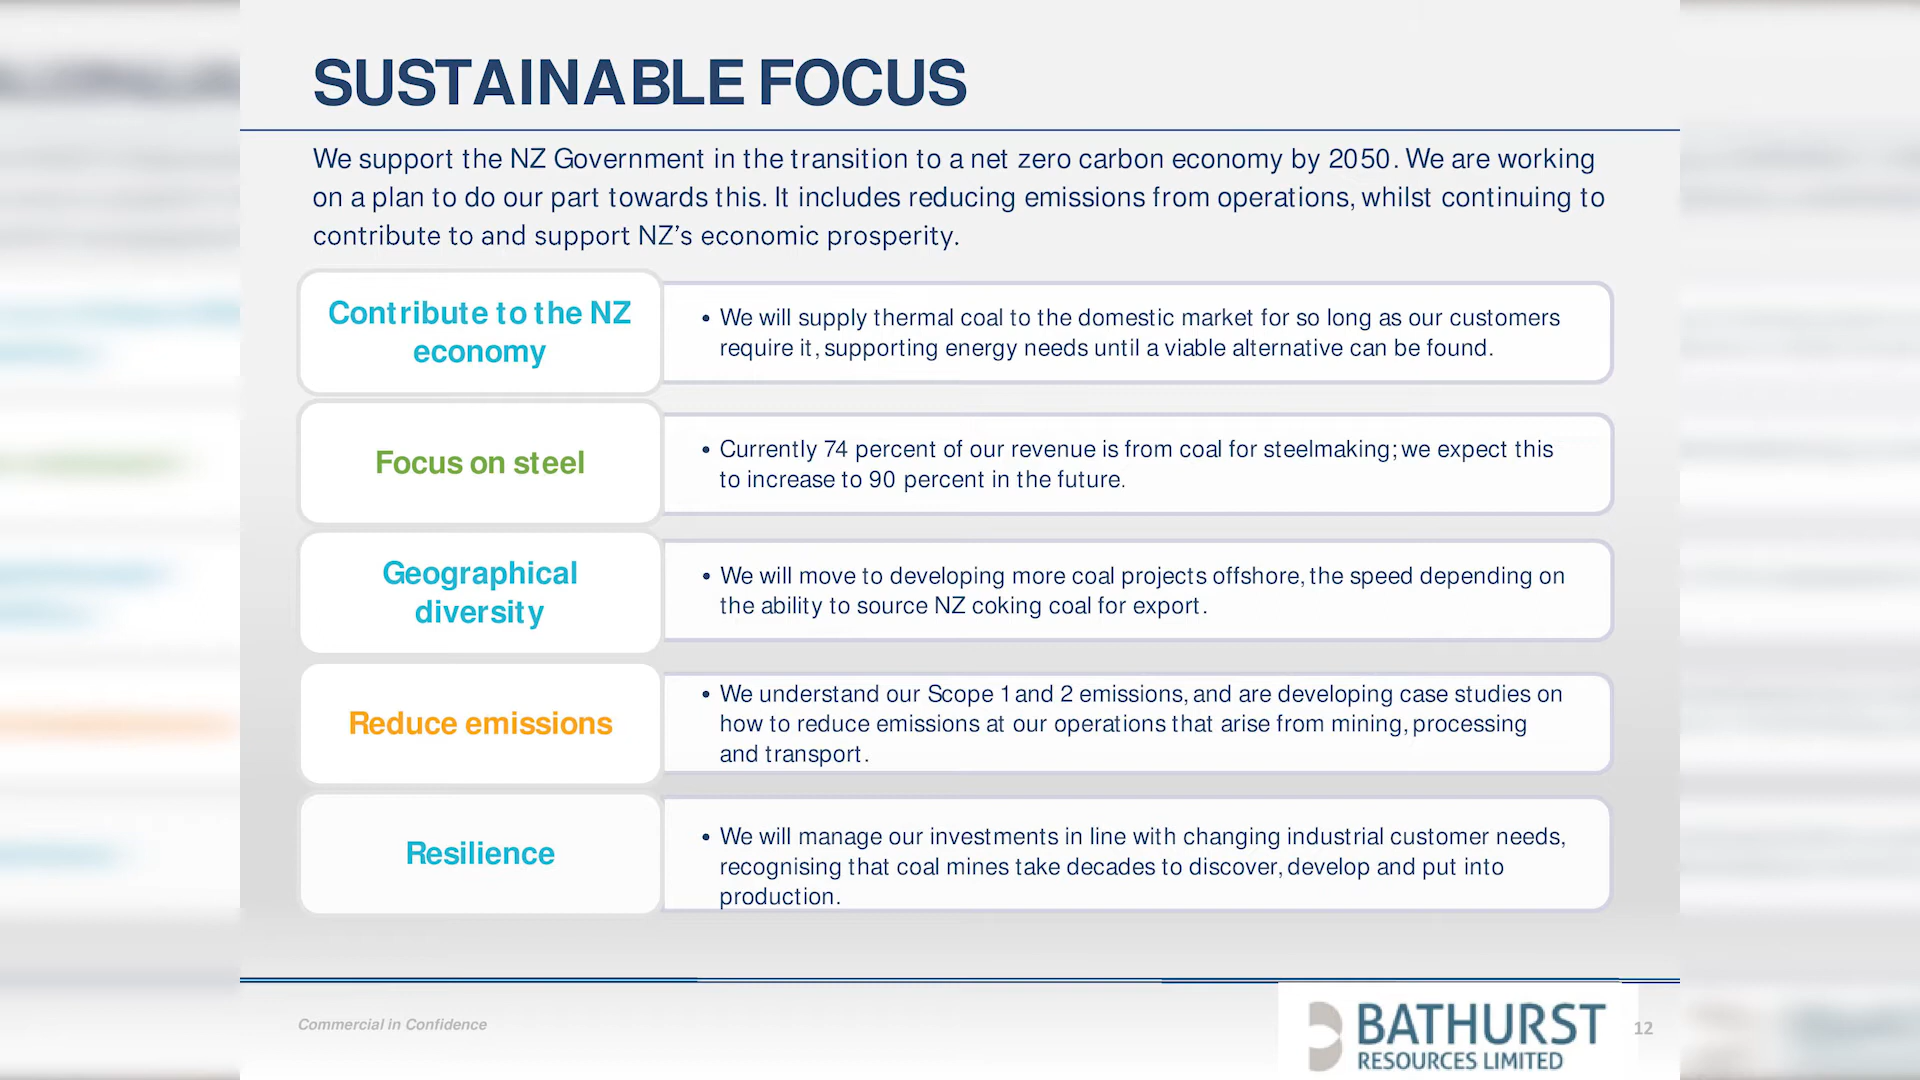 SUSTAINABLE FOCUS
We support the NZ Government in the transition to a net zero carbon economy by 2050. We are working
on a plan to do our part towards this. It includes reducing emissions from operations, whilst continuing to
contribute to and support NZ’s economic prosperity.
Contribute to the NZ
economy
• We will supply thermal coal to the domestic market for so long as our customers
require it, supporting energy needs until a viable alternative can be found.
Focus on steel
• Currently 74 percent of our revenue is from coal for steelmaking; we expect this
to increase to 90 percent in the future.
Geographical
diversity
• We will move to developing more coal projects offshore, the speed depending on
the ability to source NZ coking coal for export.
Reduce emissions
• We understand our Scope 1 and 2 emissions, and are developing case studies on
how to reduce emissions at our operations that arise from mining, processing
and transport.
Resilience
• We will manage our investments in line with changing industrial customer needs,
recognising that coal mines take decades to discover, develop and put into
production.
Commercial in Confidence
BATHURST
RESOURCES LIMITED
12